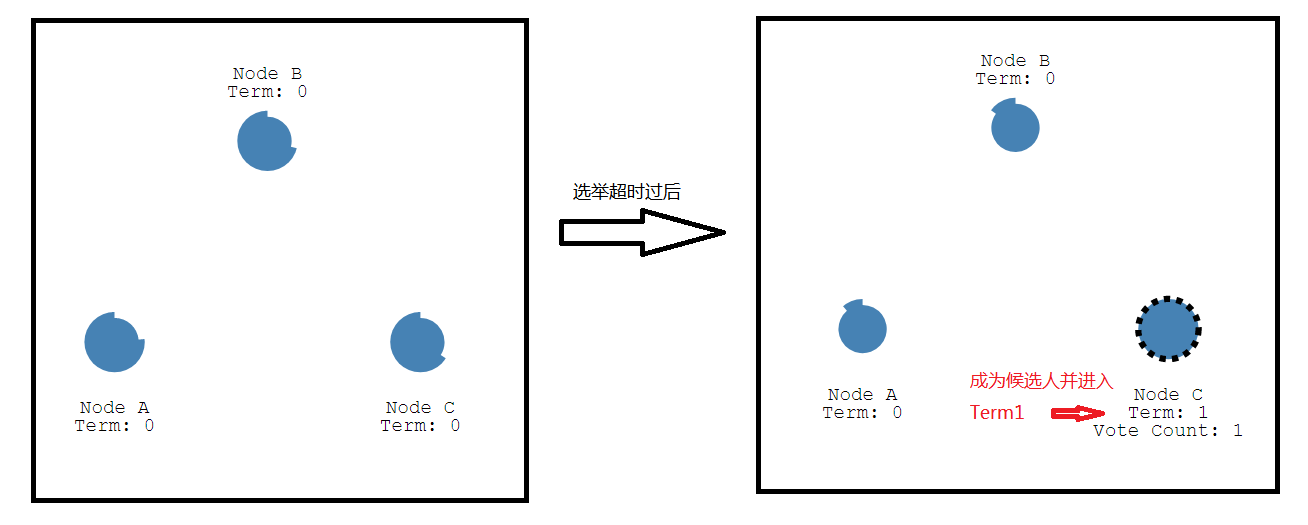 Node B
Term: 0
Node A
Term: 0
Node C
Term: 0
选举超时过后
Node B
Term: 0
Node A
Term: 0
成为候选人并进入
Term1
Node C
Term: 1
Vote Count: 1